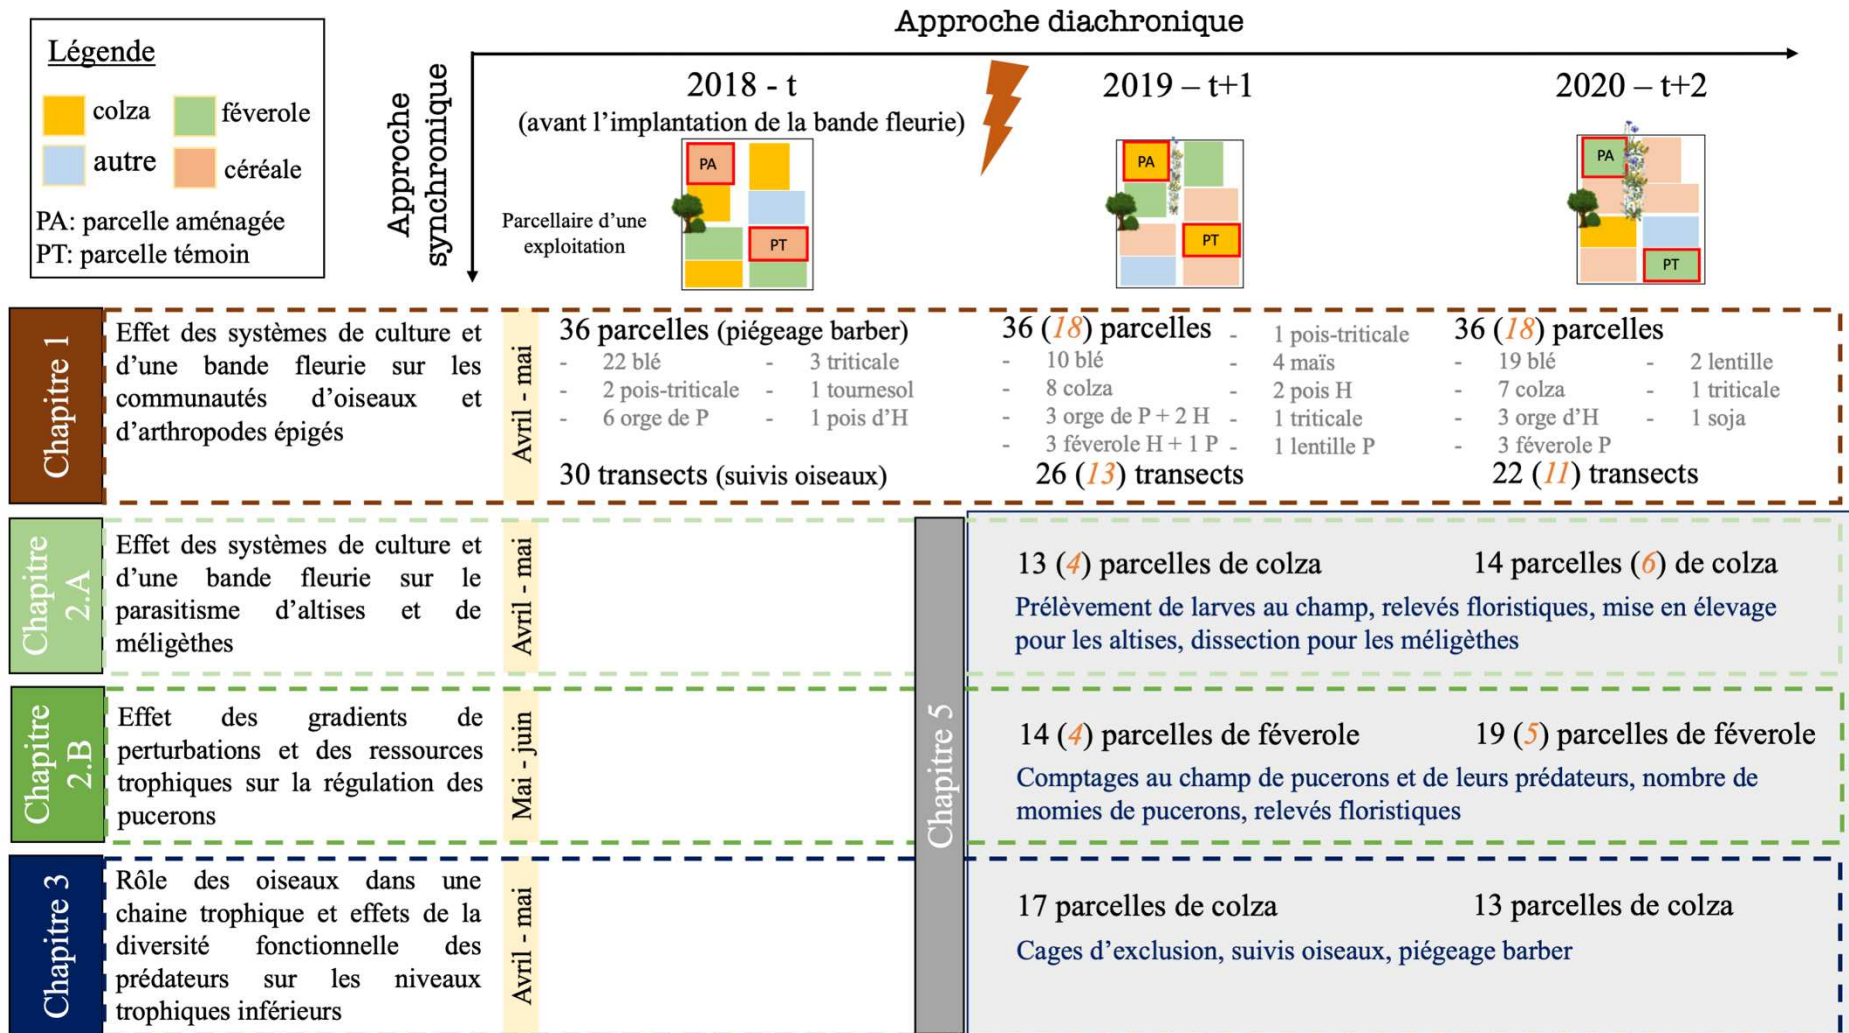 Approche diachronique
Légende
colza
féverole
autre
céréale
PA: parcelle aménagée
PT: parcelle témoin
Approche
synchronique
2018 - t
(avant l'implantation de la bande fleurie)
2019 – t+1
2020 – t+2
Parcellaire d'une
exploitation
PA
PT
PA
PT
PA
PT
Chapitre 1
Effet des systèmes de culture et
d'une bande fleurie sur les
communautés d'oiseaux et
d'arthropodes épigés
Avril - mai
36 parcelles (piégeage barber)
- 22 blé
- 2 pois-triticale
- 6 orge de P
- 3 triticale
- 1 tournesol
- 1 pois d'H
30 transects (suivis oiseaux)
36 (18) parcelles
- 10 blé
- 8 colza
- 3 orge de P + 2 H
- 3 féverole H + 1 P
- 1 pois-triticale
- 4 maïs
- 2 pois H
- 1 triticale
- 1 lentille P
26 (13) transects
36 (18) parcelles
- 19 blé
- 7 colza
- 3 orge d'H
- 3 féverole P
- 2 lentille
- 1 triticale
- 1 soja
22 (11) transects
Chapitre
2.A
Effet des systèmes de culture et
d'une bande fleurie sur le
parasitisme d'altises et de
méligèthes
Avril - mai
Chapitre 5
13 (4) parcelles de colza
14 parcelles (6) de colza
Prélèvement de larves au champ, relevés floristiques, mise en élevage
pour les altises, dissection pour les méligèthes
Chapitre
2.B
Effet des gradients de
perturbations et des ressources
trophiques sur la régulation des
pucerons
Mai - juin
14 (4) parcelles de féverole
19 (5) parcelles de féverole
Comptages au champ de pucerons et de leurs prédateurs, nombre de
momies de pucerons, relevés floristiques
Chapitre 3
Rôle des oiseaux dans une
chaine trophique et effets de la
diversité fonctionnelle des
prédateurs sur les niveaux
trophiques inférieurs
Avril - mai
17 parcelles de colza
13 parcelles de colza
Cages d'exclusion, suivis oiseaux, piégeage barber